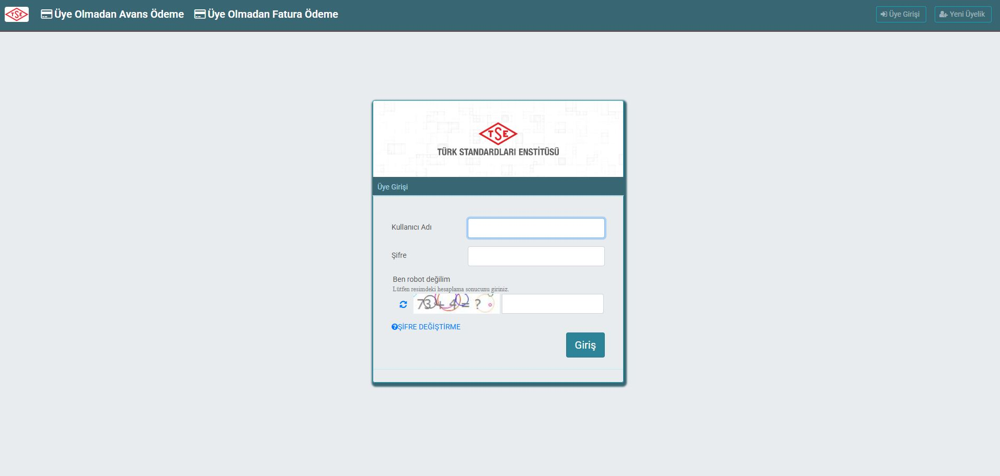 TSE Üye Olmadan Avans Ödeme Üye Olmadan Fatura Ödeme Üye Girişi Yeni Üyelik
TSE
TÜRK STANDARDLARI ENSTİTÜSÜ
Üye Girişi
Kullanıcı Adı
Şifre
Ben robot değilim
Lütfen resimdeki hesaplama sonucunu giriniz.
73 + 4 = ?
ŞİFRE DEĞİŞTİRME
Giriş